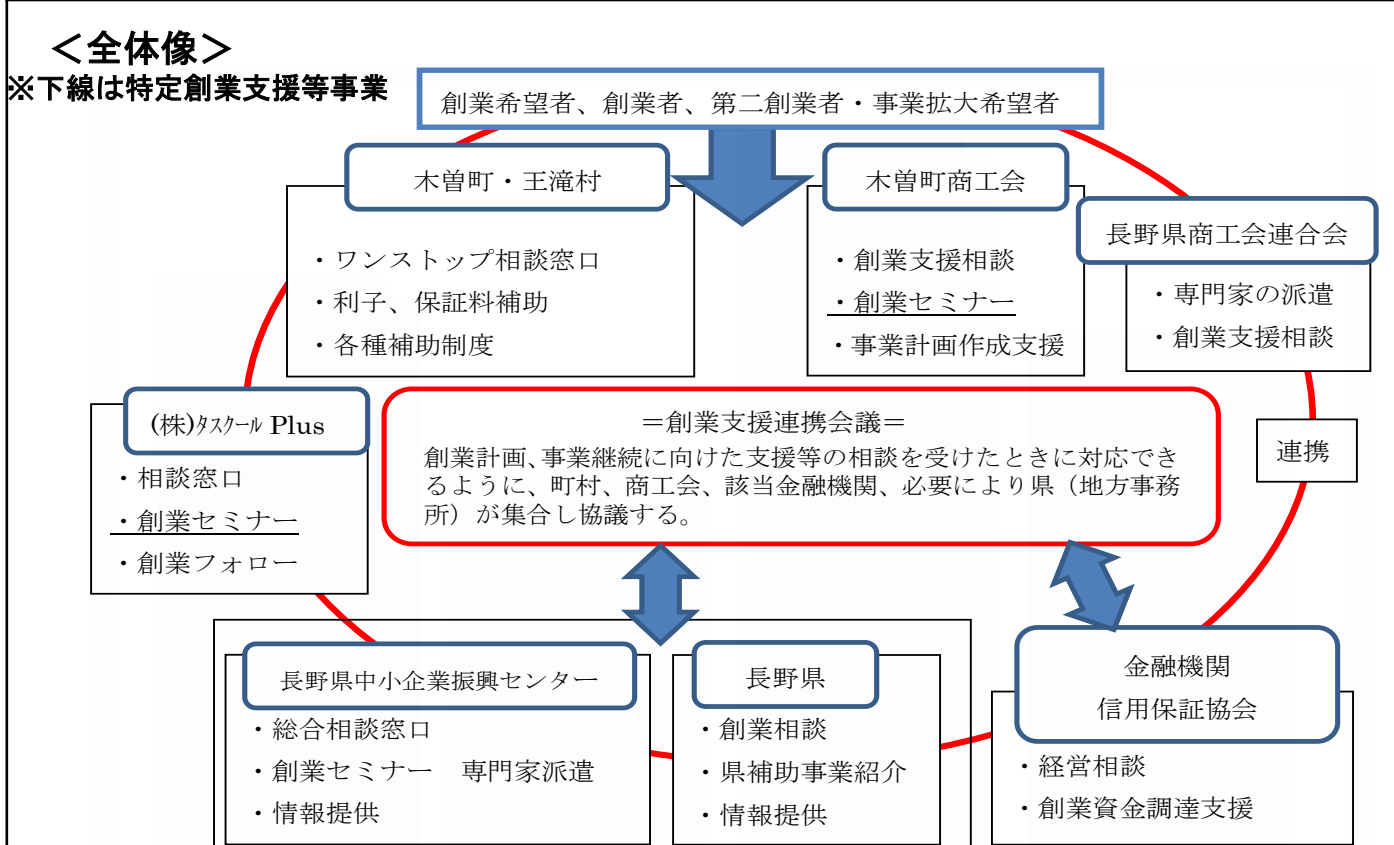 ＜全体像＞
※下線は特定創業支援等事業
創業希望者、創業者、第二創業者・事業拡大希望者
木曽町・王滝村
・ワンストップ相談窓口
・利子、保証料補助
・各種補助制度
木曽町商工会
・創業支援相談
・創業セミナー
・事業計画作成支援
長野県商工会連合会
・専門家の派遣
・創業支援相談
(株)ﾀｽｸｰﾙ Plus
・相談窓口
・創業セミナー
・創業フォロー
＝創業支援連携会議＝
創業計画、事業継続に向けた支援等の相談を受けたときに対応でき
るように、町村、商工会、該当金融機関、必要により県（地方事務
所）が集合し協議する。
連携
長野県中小企業振興センター
・総合相談窓口
・創業セミナー　専門家派遣
・情報提供
長野県
・創業相談
・県補助事業紹介
・情報提供
金融機関
信用保証協会
・経営相談
・創業資金調達支援